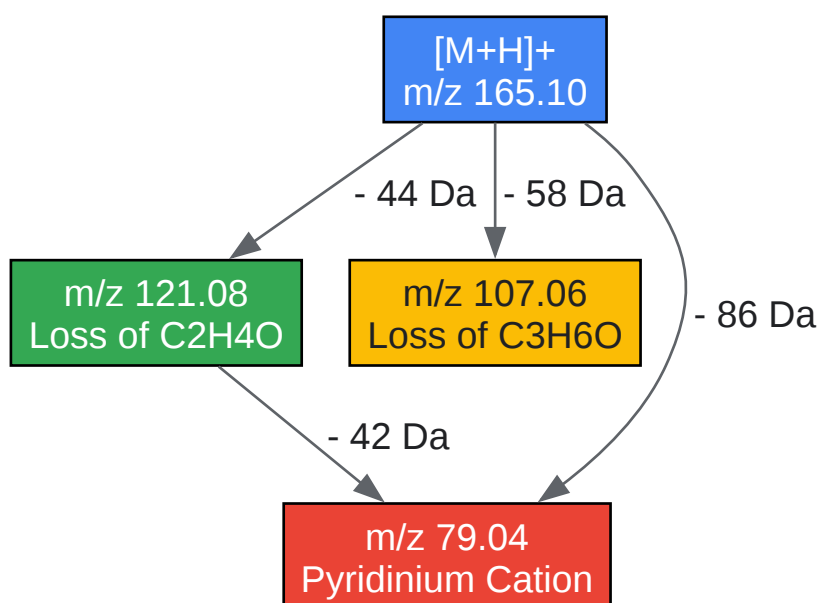 [M+H]+
m/z 165.10
- 44 Da
- 58 Da
m/z 121.08
Loss of C2H4O
m/z 107.06
Loss of C3H6O
- 86 Da
- 42 Da
m/z 79.04
Pyridinium Cation